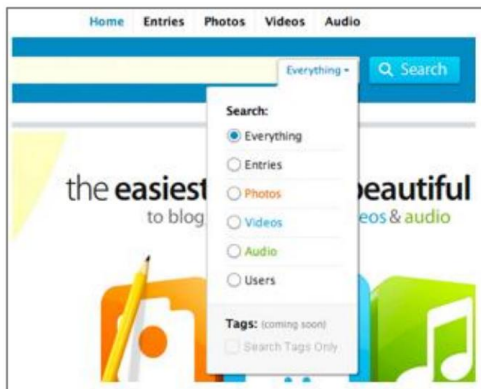 Home Entries Photos Videos Audio
Everything
Search
Search:
Everything
Entries
the easiest Photos beautiful
to blog Videos eos & audio
Audio
Users
Tags: (coming soon)
Search Tags Only